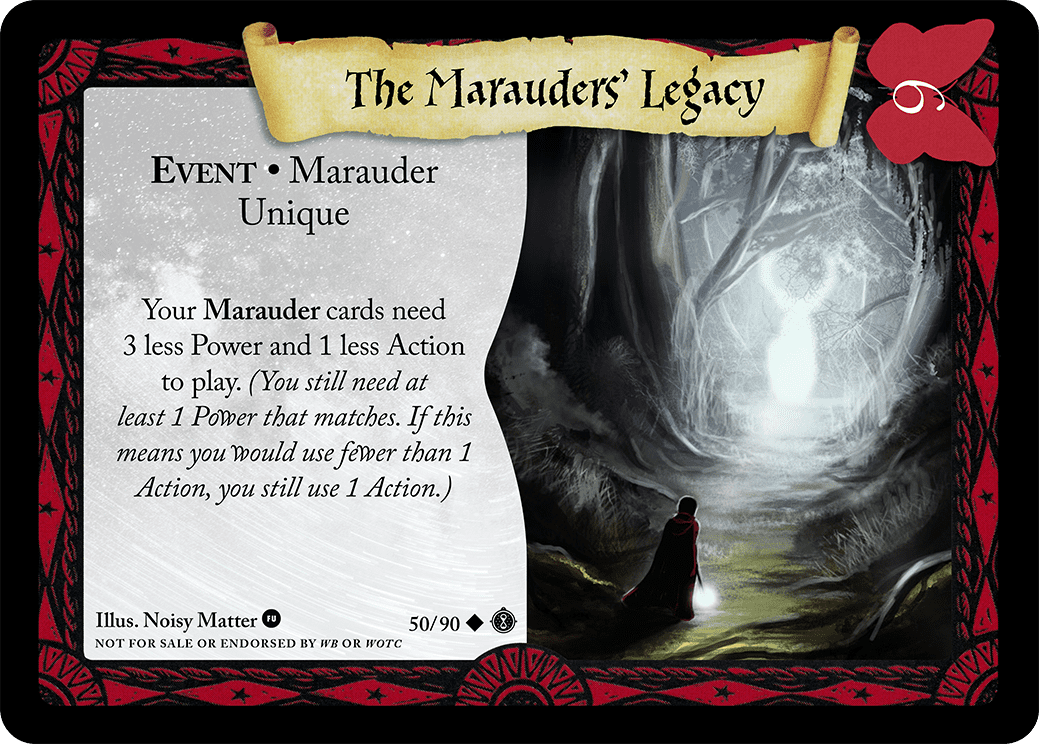 The Marauders' Legacy
9
EVENT • Marauder
Unique
Your Marauder cards need
3 less Power and 1 less Action
to play. (You still need at
least 1 Power that matches. If this
means you would use fewer than 1
Action, you still use 1 Action.)
Illus. Noisy Matter FU
50/90
NOT FOR SALE OR ENDORSED BY WB OR WOTC